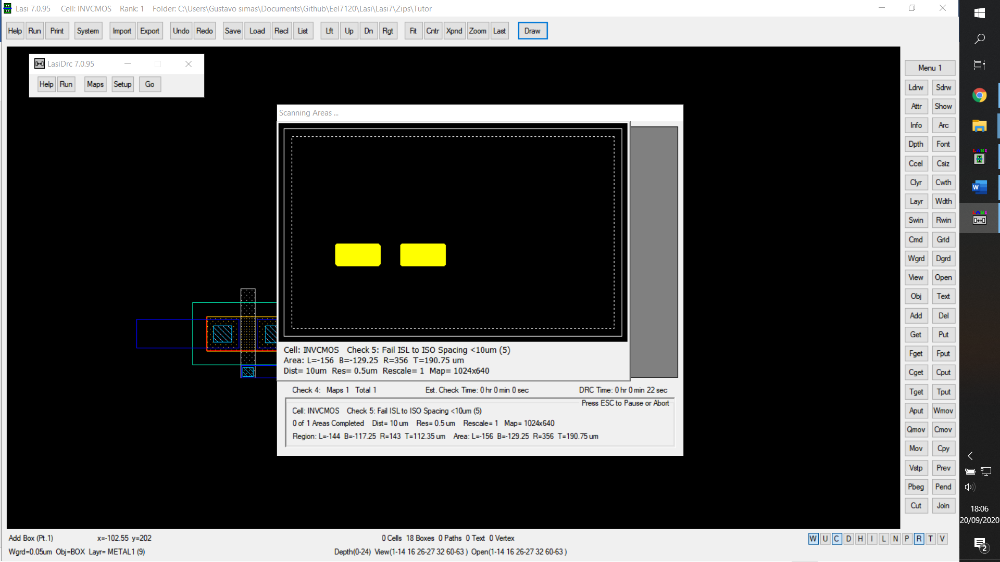 Lasi 7.0.95 Cell: INVCMOS Rank: 1 Folder: C:\Users\Gustavo simas\Documents\Github\Eel7120\Lasi\Lasi7\Zips\Tutor
Help Run Print System Import Export Undo Redo Save Load Recl List Lft Up Dn Rgt Fit Cntr Xpnd Zoom Last Draw
LasiDrc 7.0.95
Help Run Maps Setup Go
Scanning Areas ...
Cell: INVCMOS Check 5: Fail ISL to ISO Spacing <10um (5)
Area: L=-156 B=-129.25 R=356 T=190.75 um
Dist= 10um Res= 0.5um Rescale= 1 Map= 1024x640
Check 4: Maps 1 Total 1 Est. Check Time: 0 hr 0 min 0 sec DRC Time: 0 hr 0 min 22 sec
Press ESC to Pause or Abort
Cell: INVCMOS Check 5: Fail ISL to ISO Spacing <10um (5)
0 of 1 Areas Completed Dist= 10 um Res= 0.5 um Rescale= 1 Map= 1024x640
Region: L=-144 B=-117.25 R=143 T=112.35 um Area: L=-156 B=-129.25 R=356 T=190.75 um
Menu 1
Ldrw Sdrw
Attr Show
Info Arc
Dpth Font
Ccel Csiz
Clyr Cwth
Layr Wdth
Swin Rwin
Cmd Grid
Wgrd Dgrd
View Open
Obj Text
Add Del
Get Put
Fget Fput
Cget Cput
Tget Tput
Aput Wmov
Qmov Cmov
Mov Cpy
Vstp Prev
Pbeg Pend
Cut Join
Add Box (Pt.1) x=-102.55 y=202 0 Cells 18 Boxes 0 Paths 0 Text 0 Vertex W U C D H I L N P R T V
Wgrd=0.05um Obj=BOX Layr= METAL1 (9) Depth(0-24) View(1-14 16 26-27 32 60-63 ) Open(1-14 16 26-27 32 60-63 )
LASI
W
LASI
18:06
20/09/2020
2